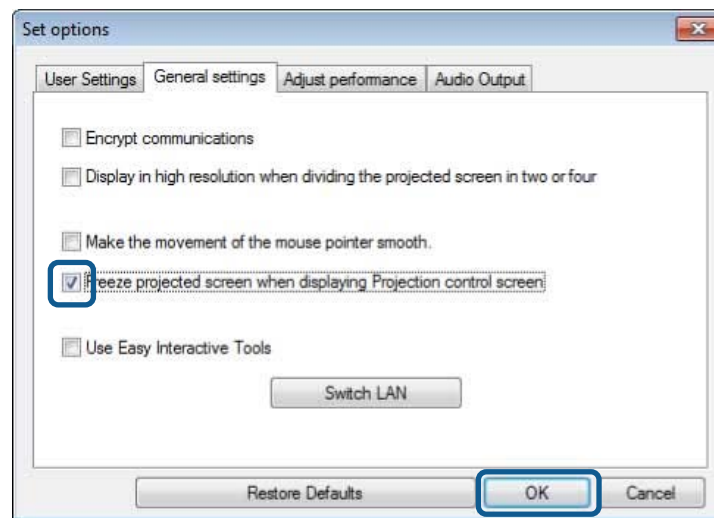 Set options
User Settings General settings Adjust performance Audio Output
Encrypt communications
Display in high resolution when dividing the projected screen in two or four
Make the movement of the mouse pointer smooth.
Freeze projected screen when displaying Projection control screen
Use Easy Interactive Tools
Switch LAN
Restore Defaults OK Cancel